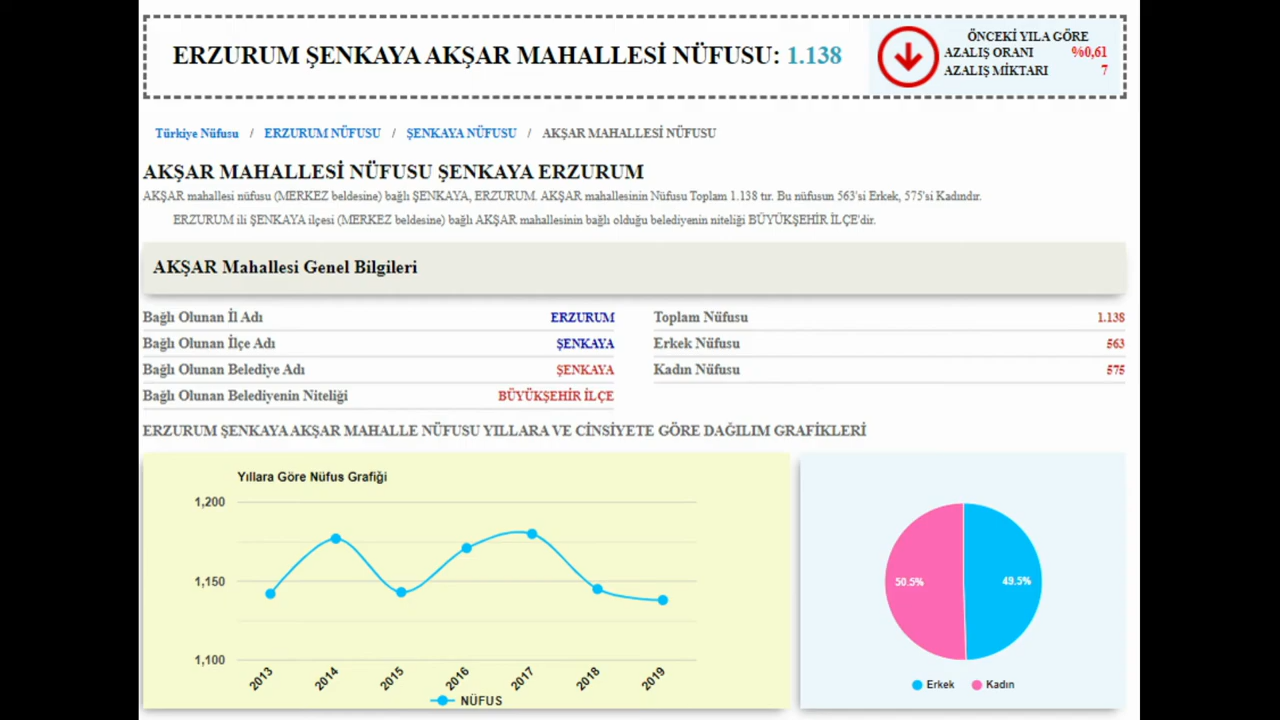 ERZURUM ŞENKAYA AKŞAR MAHALLESİ NÜFUSU: 1.138
ÖNCEKİ YILA GÖRE
AZALIŞ ORANI %0,61
AZALIŞ MİKTARI 7
Türkiye Nüfusu / ERZURUM NÜFUSU / ŞENKAYA NÜFUSU / AKŞAR MAHALLESİ NÜFUSU
AKŞAR MAHALLESİ NÜFUSU ŞENKAYA ERZURUM
AKŞAR mahallesi nüfusu (MERKEZ beldesine) bağlı ŞENKAYA, ERZURUM. AKŞAR mahallesinin Nüfusu Toplam 1.138 tır. Bu nüfusun 563'si Erkek, 575'si Kadındır.
ERZURUM ili ŞENKAYA ilçesi (MERKEZ beldesine) bağlı AKŞAR mahallesinin bağlı olduğu belediyenin niteliği BÜYÜKŞEHİR İLÇE'dir.
AKŞAR Mahallesi Genel Bilgileri
Bağlı Olunan İl Adı ERZURUM
Bağlı Olunan İlçe Adı ŞENKAYA
Bağlı Olunan Belediye Adı ŞENKAYA
Bağlı Olunan Belediyenin Niteliği BÜYÜKŞEHİR İLÇE
Toplam Nüfusu 1.138
Erkek Nüfusu 563
Kadın Nüfusu 575
ERZURUM ŞENKAYA AKŞAR MAHALLE NÜFUSU YILLARA VE CİNSİYETE GÖRE DAĞILIM GRAFİKLERİ
Yıllara Göre Nüfus Grafiği
1,200
1,150
1,100
2013 2014 2015 2016 2017 2018 2019
NÜFUS
50.5% 49.5%
Erkek Kadın